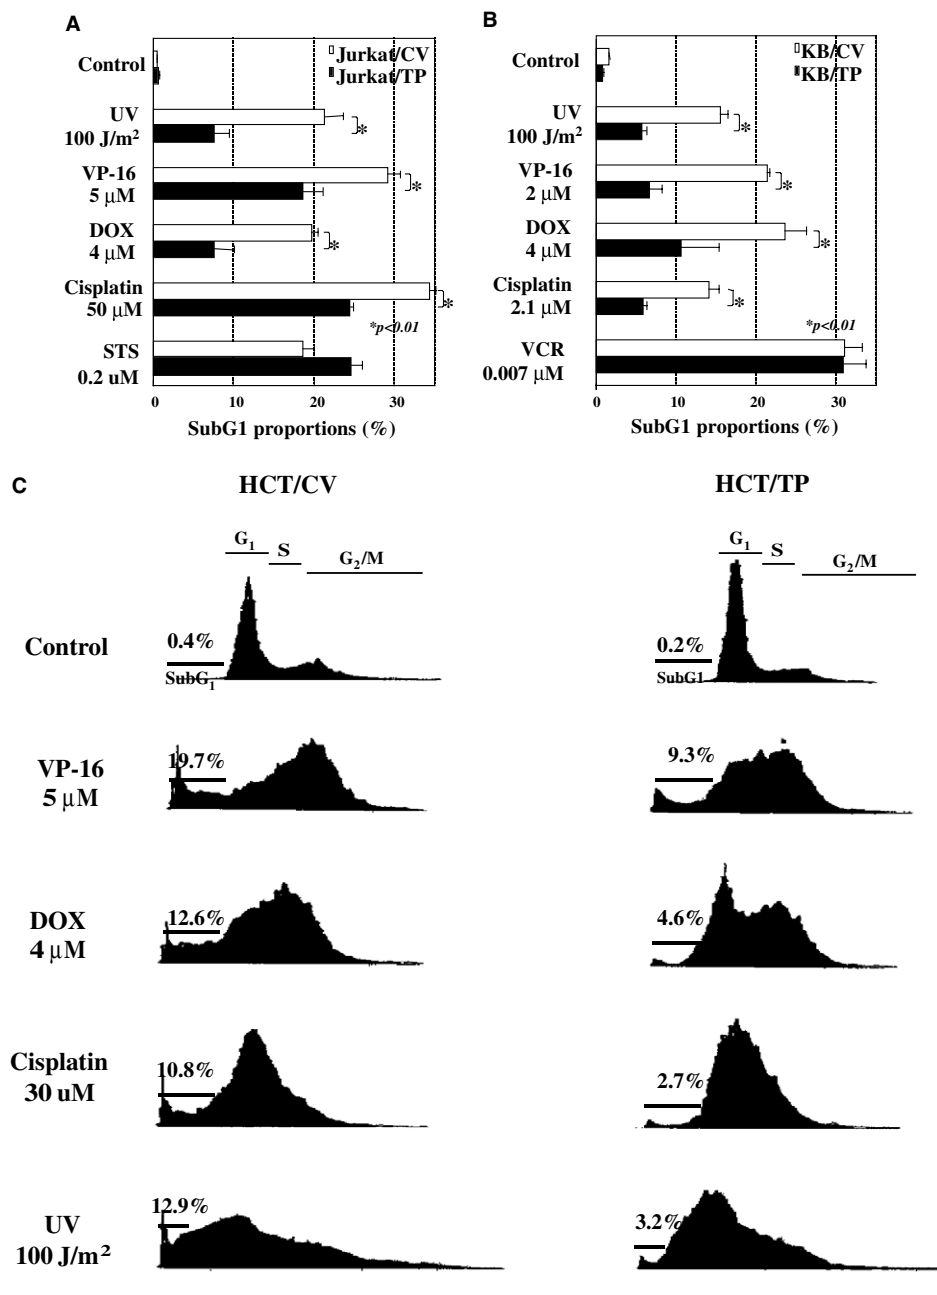 A
Control
UV
100 J/m²
VP-16
5 μM
DOX
4 μM
Cisplatin
50 μM
STS
0.2 uM
Jurkat/CV
Jurkat/TP
*
*
*
*
*p<0.01
0 10 20 30
SubG1 proportions (%)
B
Control
UV
100 J/m²
VP-16
2 μM
DOX
4 μM
Cisplatin
2.1 μM
VCR
0.007 μM
KB/CV
KB/TP
*
*
*
*
*p<0.01
0 10 20 30
SubG1 proportions (%)
C
HCT/CV
HCT/TP
G₁ S G₂/M
G₁ S G₂/M
Control
0.4%
SubG₁
0.2%
SubG1
VP-16
5 μM
19.7%
9.3%
DOX
4 μM
12.6%
4.6%
Cisplatin
30 uM
10.8%
2.7%
UV
100 J/m²
12.9%
3.2%